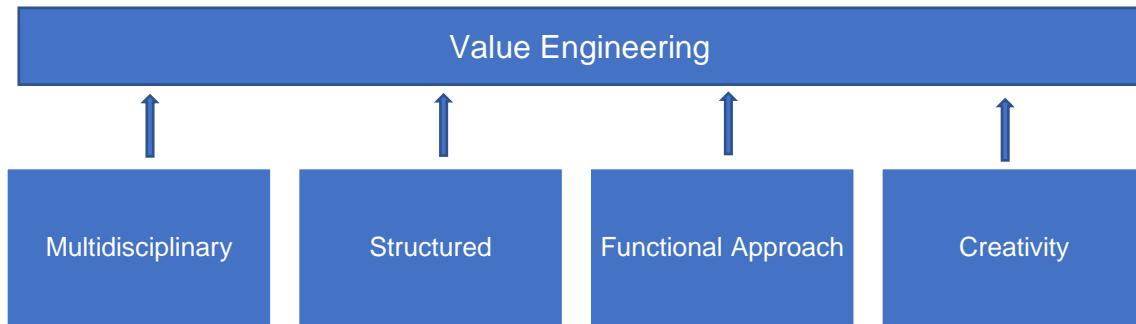 Value Engineering
Multidisciplinary
Structured
Functional Approach
Creativity